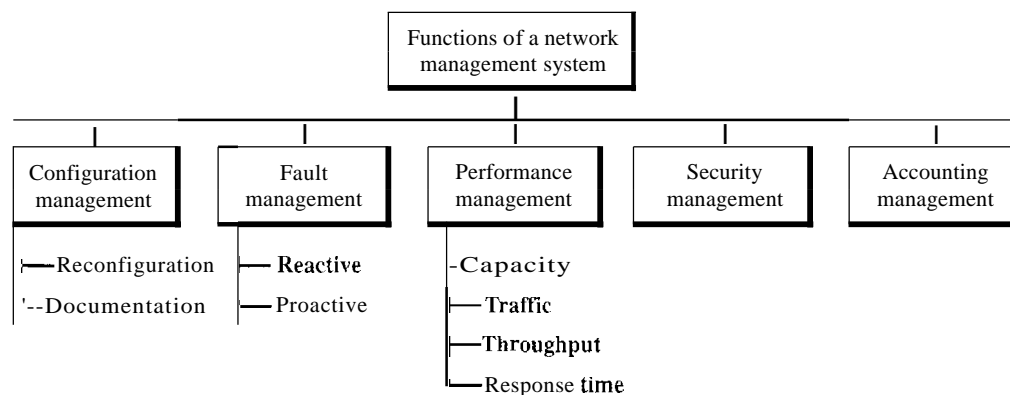 Functions of a network
management system
Configuration
management
Fault
management
Performance
management
Security
management
Accounting
management
Reconfiguration
Documentation
Reactive
Proactive
-Capacity
Traffic
Throughput
Response time